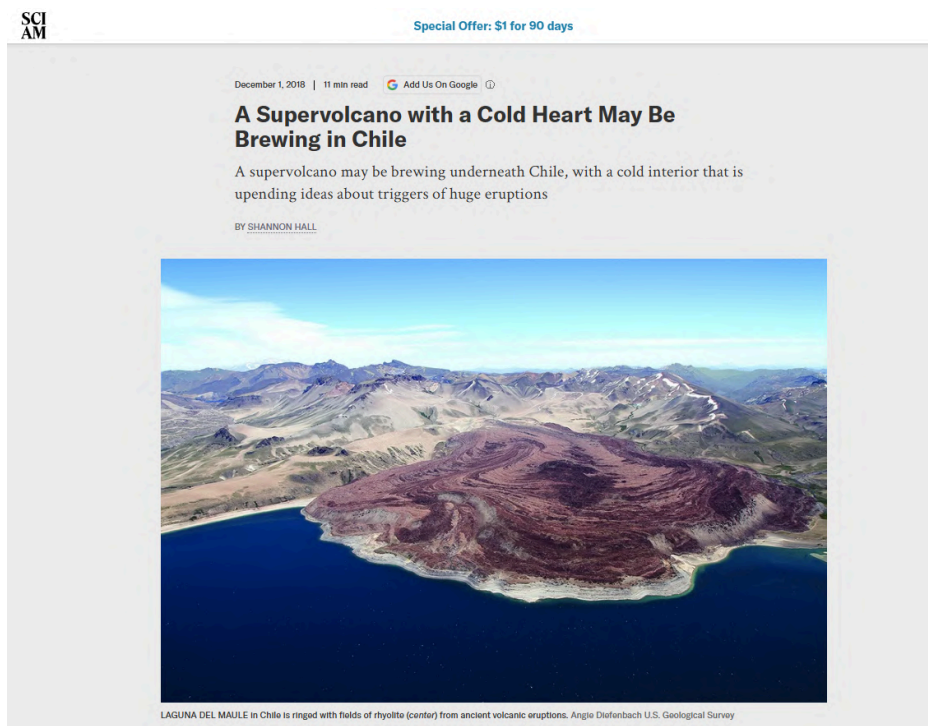 SCI
AM
Special Offer: $1 for 90 days
December 1, 2018 | 11 min read Add Us On Google
A Supervolcano with a Cold Heart May Be
Brewing in Chile
A supervolcano may be brewing underneath Chile, with a cold interior that is
upending ideas about triggers of huge eruptions
BY SHANNON HALL
LAGUNA DEL MAULE in Chile is ringed with fields of rhyolite (center) from ancient volcanic eruptions. Angie Diefenbach U.S. Geological Survey